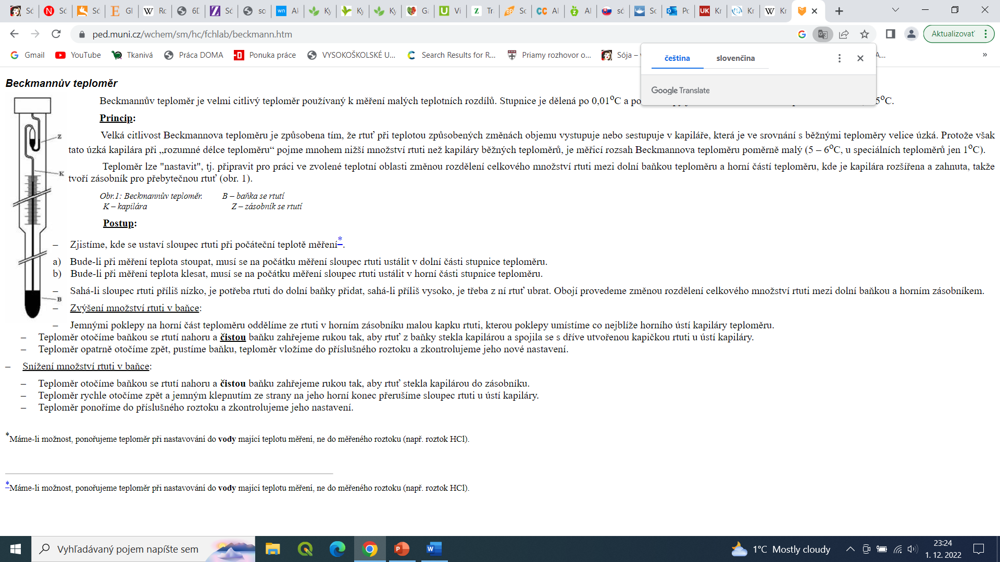 Só
Só
Só
Gl
Ro
6D
Só
so
Al
Ky
Ky
Ky
Ga
Vi
Tra
So
Al
Al
só
So
Po
Kr
Kr
Kr
ped.muni.cz/wchem/sm/hc/fchlab/beckmann.htm
Aktualizovať
Gmail
YouTube
Tkanivá
Práca DOMA
Ponuka práce
VYSOKOŠKOLSKÉ U...
Search Results for R...
Priamy rozhovor o...
Sója –
A...
»
čeština
slovenčina
Google Translate
Beckmannův teploměr
Beckmannův teploměr je velmi citlivý teploměr používaný k měření malých teplotních rozdílů. Stupnice je dělená po 0,01°C a po 5°C.
Princip:
Velká citlivost Beckmannova teploměru je způsobena tím, že rtuť při teplotou způsobených změnách objemu vystupuje nebo sestupuje v kapiláře, která je ve srovnání s běžnými teploměry velice úzká. Protože však
tato úzká kapilára při „rozumné délce teploměru“ pojme mnohem nižší množství rtuti než kapiláry běžných teploměrů, je měřicí rozsah Beckmannova teploměru poměrně malý (5 – 6°C, u speciálních teploměrů jen 1°C).
Teploměr lze "nastavit", tj. připravit pro práci ve zvolené teplotní oblasti změnou rozdělení celkového množství rtuti mezi dolní baňkou teploměru a horní částí teploměru, kde je kapilára rozšířena a zahnuta, takže
tvoří zásobník pro přebytečnou rtuť (obr. 1).
Z
K
B
Obr.1: Beckmannův teploměr. B – baňka se rtutí
K – kapilára Z – zásobník se rtutí
Postup:
– Zjistíme, kde se ustaví sloupec rtuti při počáteční teplotě měření*.
a) Bude-li při měření teplota stoupat, musí se na počátku měření sloupec rtuti ustálit v dolní části stupnice teploměru.
b) Bude-li při měření teplota klesat, musí se na počátku měření sloupec rtuti ustálit v horní části stupnice teploměru.
– Sahá-li sloupec rtuti příliš nízko, je potřeba rtuti do dolní baňky přidat, sahá-li příliš vysoko, je třeba z ní rtuť ubrat. Obojí provedeme změnou rozdělení celkového množství rtuti mezi dolní baňkou a horním zásobníkem.
– Zvýšení množství rtuti v baňce:
– Jemnými poklepy na horní část teploměru oddělíme ze rtuti v horním zásobníku malou kapku rtuti, kterou poklepy umístíme co nejblíže horního ústí kapiláry teploměru.
– Teploměr otočíme baňkou se rtutí nahoru a čistou baňku zahřejeme rukou tak, aby rtuť z baňky stekla kapilárou a spojila se s dříve utvořenou kapičkou rtuti u ústí kapiláry.
– Teploměr opatrně otočíme zpět, pustíme baňku, teploměr vložíme do příslušného roztoku a zkontrolujeme jeho nové nastavení.
– Snížení množství rtuti v baňce:
– Teploměr otočíme baňkou se rtutí nahoru a čistou baňku zahřejeme rukou tak, aby rtuť stekla kapilárou do zásobníku.
– Teploměr rychle otočíme zpět a jemným klepnutím ze strany na jeho horní konec přerušíme sloupec rtuti u ústí kapiláry.
– Teploměr ponoříme do příslušného roztoku a zkontrolujeme jeho nastavení.
*Máme-li možnost, ponořujeme teploměr při nastavování do vody mající teplotu měření, ne do měřeného roztoku (např. roztok HCl).
*Máme-li možnost, ponořujeme teploměr při nastavování do vody mající teplotu měření, ne do měřeného roztoku (např. roztok HCl).
Vyhľadávaný pojem napíšte sem
1°C Mostly cloudy
23:24
1. 12. 2022